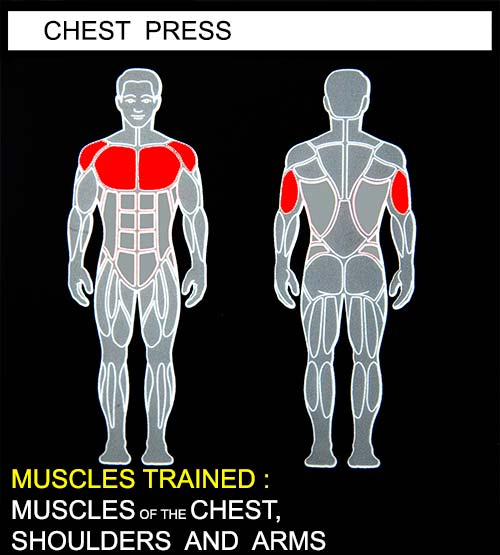 CHEST PRESS
MUSCLES TRAINED :
MUSCLES OF THE CHEST,
SHOULDERS AND ARMS